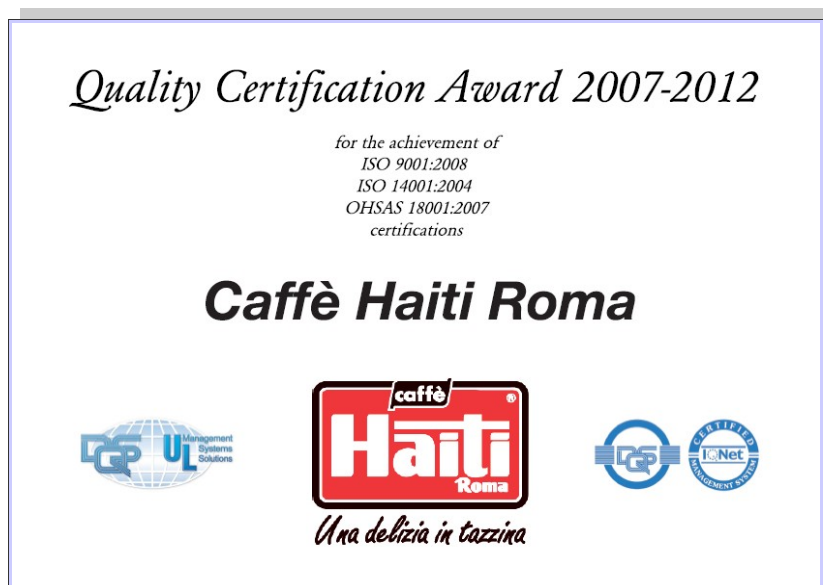 Quality Certification Award 2007-2012
for the achievement of
ISO 9001:2008
ISO 14001:2004
OHSAS 18001:2007
certifications
Caffè Haiti Roma
DQS UL Management
Systems
Solutions
caffè
®
Haiti
Roma
Una delizia in tazzina
DQS
CERTIFIED
IQNet
MANAGEMENT SYSTEM